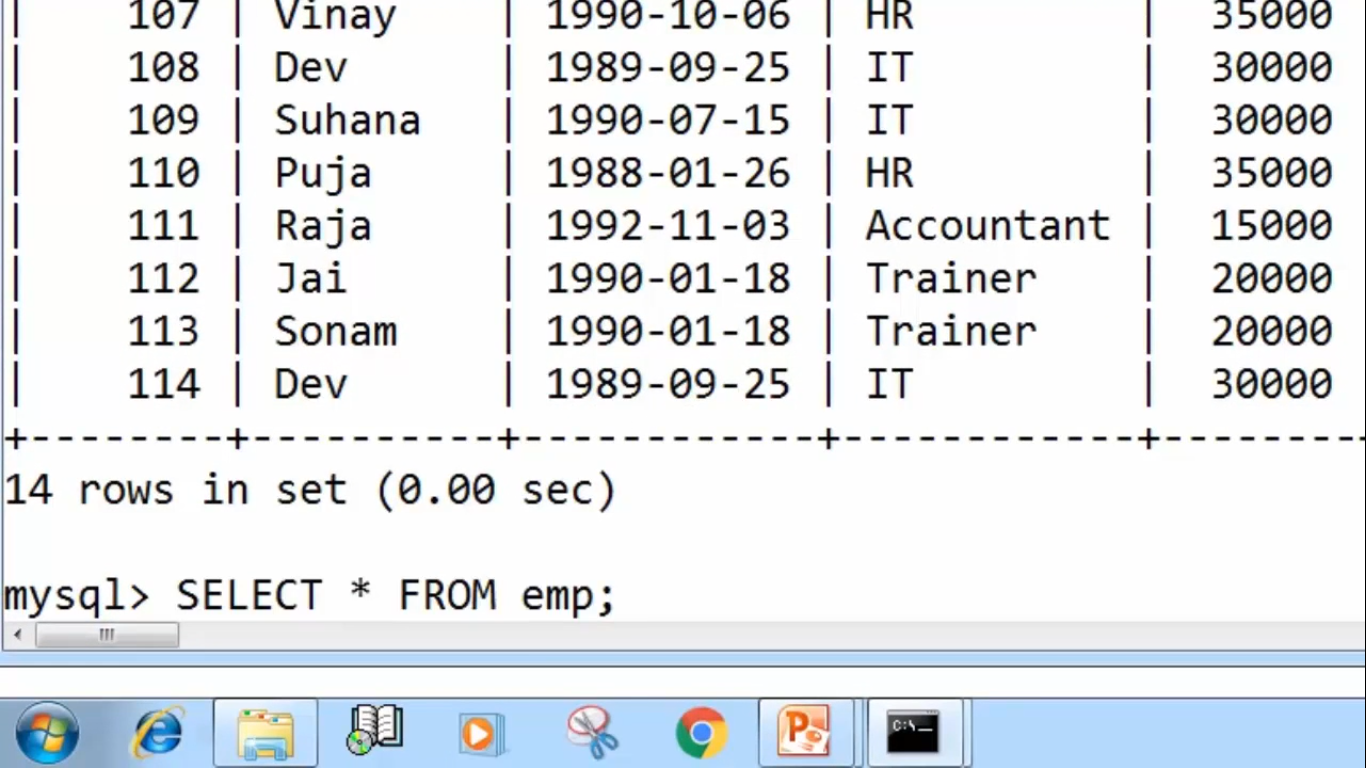 | 107 | Vinay | 1990-10-06 | HR | 35000
| 108 | Dev | 1989-09-25 | IT | 30000
| 109 | Suhana | 1990-07-15 | IT | 30000
| 110 | Puja | 1988-01-26 | HR | 35000
| 111 | Raja | 1992-11-03 | Accountant | 15000
| 112 | Jai | 1990-01-18 | Trainer | 20000
| 113 | Sonam | 1990-01-18 | Trainer | 20000
| 114 | Dev | 1989-09-25 | IT | 30000
+--------+-----------+------------+------------+---------
14 rows in set (0.00 sec)
mysql> SELECT * FROM emp;
C:\._